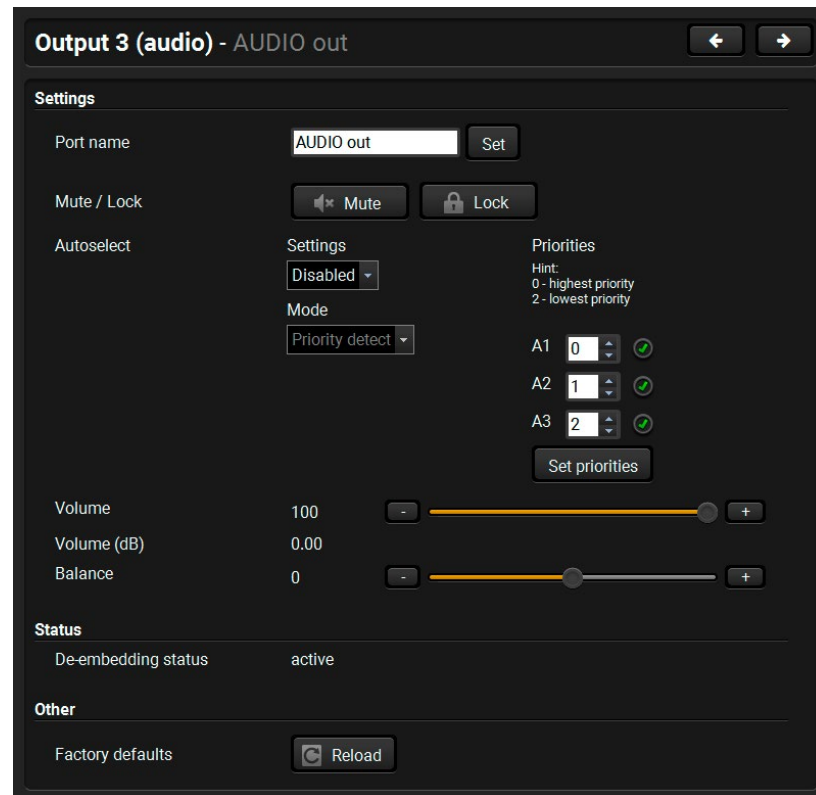 Output 3 (audio) - AUDIO out
Settings
Port name AUDIO out Set
Mute / Lock Mute Lock
Autoselect Settings Priorities
Disabled Hint:
0 - highest priority
2 - lowest priority
Mode
Priority detect
A1 0
A2 1
A3 2
Set priorities
Volume 100 - +
Volume (dB) 0.00
Balance 0 - +
Status
De-embedding status active
Other
Factory defaults Reload